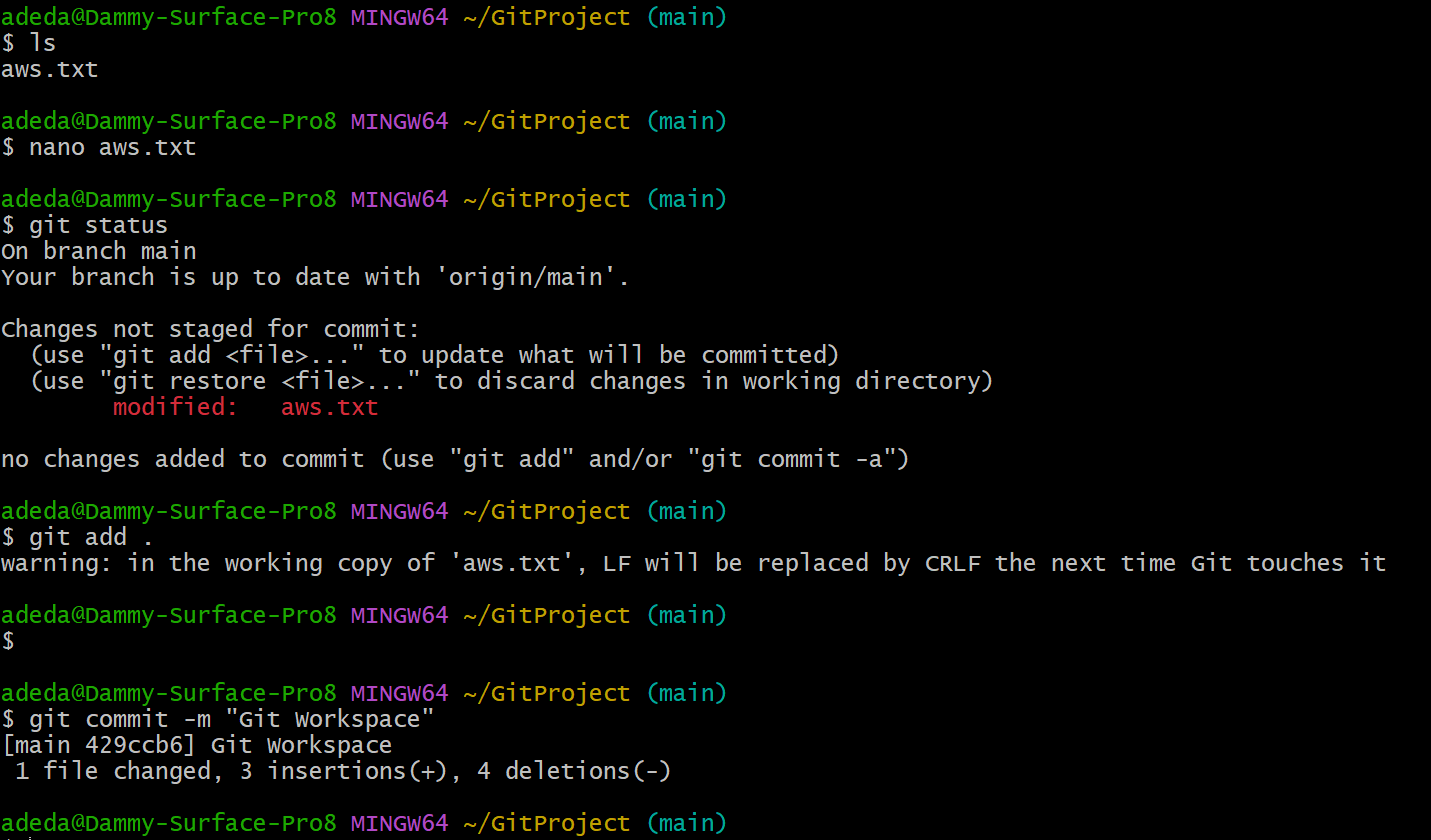 adeda@Dammy-Surface-Pro8 MINGW64 ~/GitProject (main)
$ ls
aws.txt
adeda@Dammy-Surface-Pro8 MINGW64 ~/GitProject (main)
$ nano aws.txt
adeda@Dammy-Surface-Pro8 MINGW64 ~/GitProject (main)
$ git status
On branch main
Your branch is up to date with 'origin/main'.
Changes not staged for commit:
  (use "git add <file>..." to update what will be committed)
  (use "git restore <file>..." to discard changes in working directory)
        modified:   aws.txt
no changes added to commit (use "git add" and/or "git commit -a")
adeda@Dammy-Surface-Pro8 MINGW64 ~/GitProject (main)
$ git add .
warning: in the working copy of 'aws.txt', LF will be replaced by CRLF the next time Git touches it
adeda@Dammy-Surface-Pro8 MINGW64 ~/GitProject (main)
$
adeda@Dammy-Surface-Pro8 MINGW64 ~/GitProject (main)
$ git commit -m "Git Workspace"
[main 429ccb6] Git Workspace
 1 file changed, 3 insertions(+), 4 deletions(-)
adeda@Dammy-Surface-Pro8 MINGW64 ~/GitProject (main)